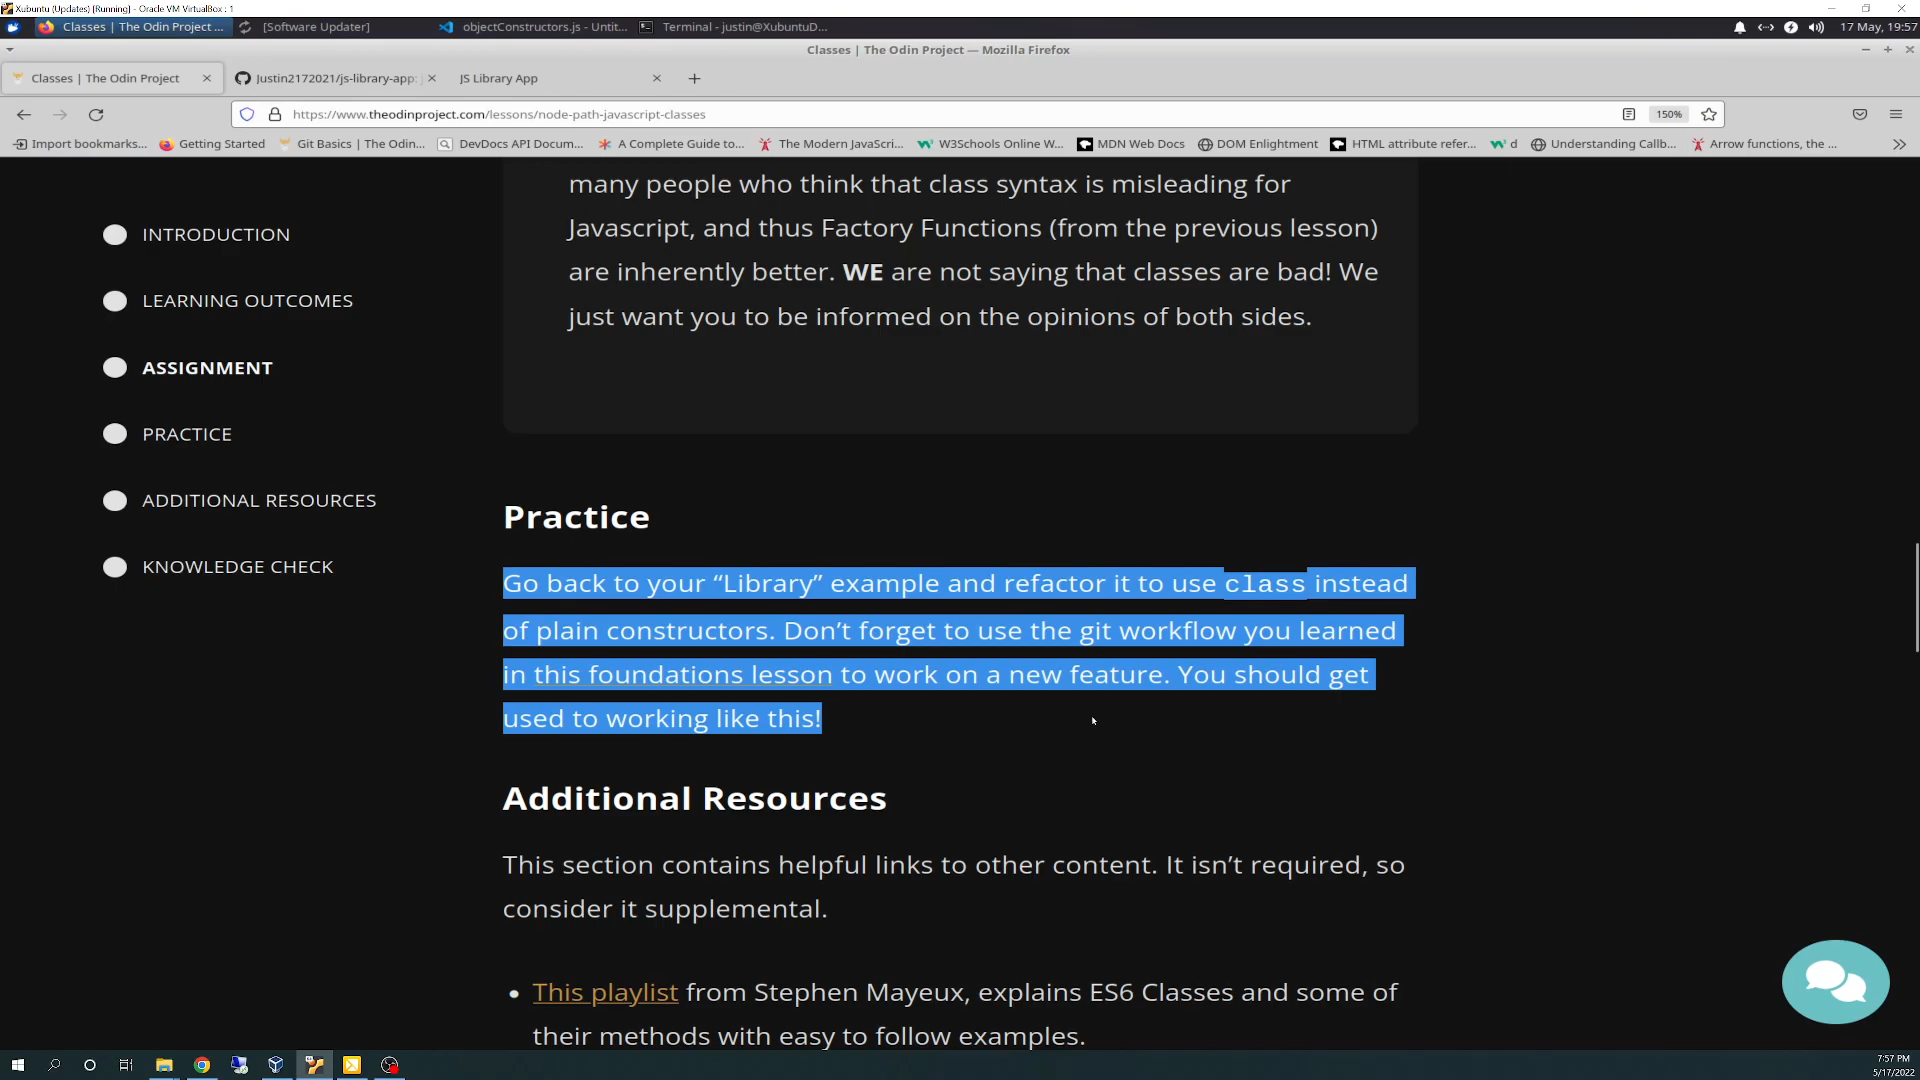 Xubuntu (Updates) [Running] - Oracle VM VirtualBox : 1
Classes | The Odin Project ...
[Software Updater]
objectConstructors.js - Untit...
Terminal - justin@XubuntuD...
17 May, 19:57
Classes | The Odin Project — Mozilla Firefox
Classes | The Odin Project
Justin2172021/js-library-app:
JS Library App
https://www.theodinproject.com/lessons/node-path-javascript-classes
150%
Import bookmarks...
Getting Started
Git Basics | The Odin...
DevDocs API Docum...
A Complete Guide to...
The Modern JavaScri...
W3Schools Online W...
MDN Web Docs
DOM Enlightment
HTML attribute refer...
d
Understanding Callb...
Arrow functions, the ...
INTRODUCTION
LEARNING OUTCOMES
ASSIGNMENT
PRACTICE
ADDITIONAL RESOURCES
KNOWLEDGE CHECK
many people who think that class syntax is misleading for
Javascript, and thus Factory Functions (from the previous lesson)
are inherently better. WE are not saying that classes are bad! We
just want you to be informed on the opinions of both sides.
Practice
Go back to your “Library” example and refactor it to use class instead
of plain constructors. Don’t forget to use the git workflow you learned
in this foundations lesson to work on a new feature. You should get
used to working like this!
Additional Resources
This section contains helpful links to other content. It isn’t required, so
consider it supplemental.
• This playlist from Stephen Mayeux, explains ES6 Classes and some of
their methods with easy to follow examples.
7:57 PM
5/17/2022